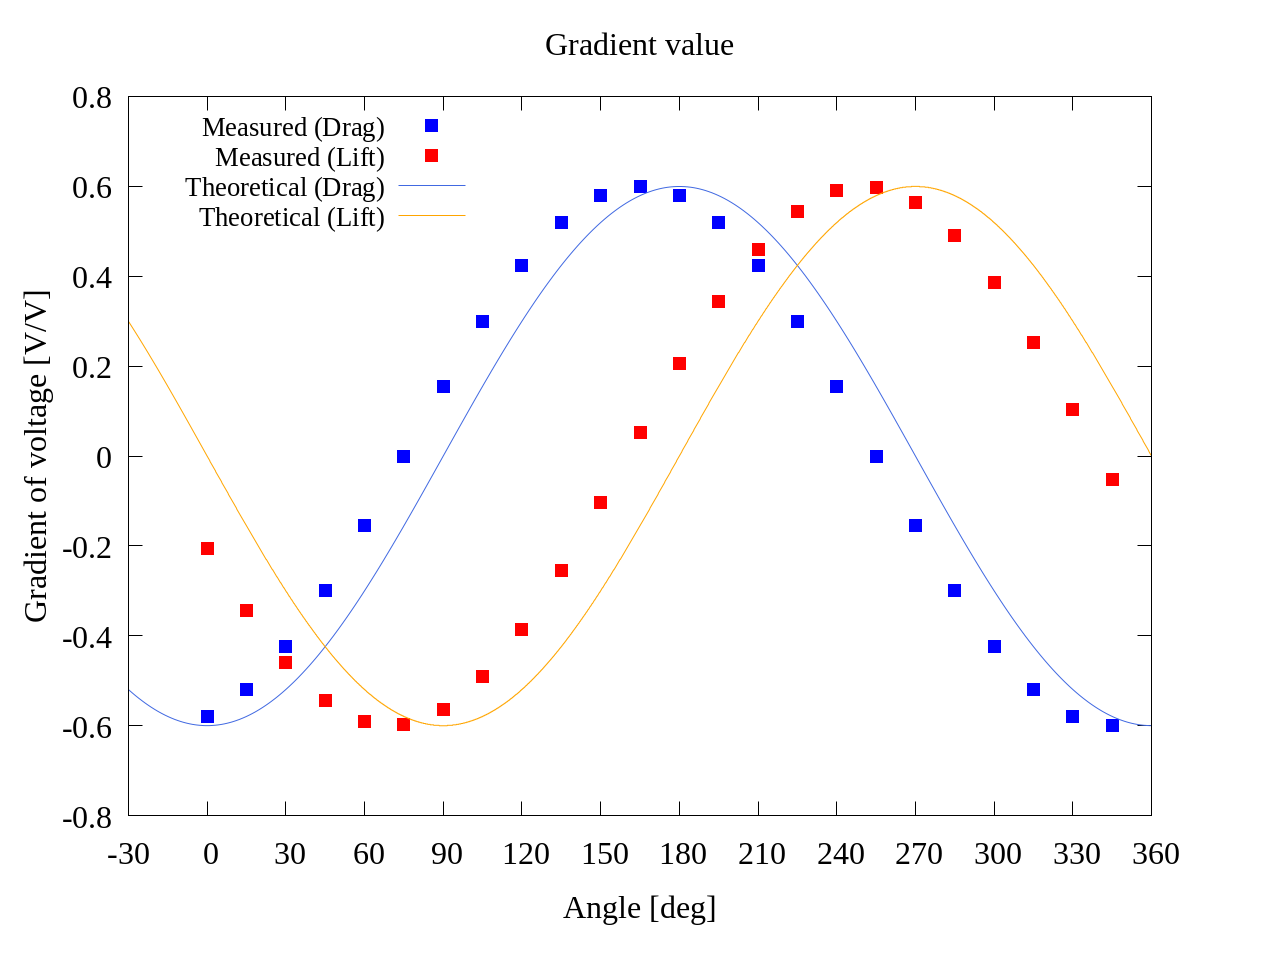 Gradient value
0.8
0.6
0.4
0.2
0
-0.2
-0.4
-0.6
-0.8
Gradient of voltage [V/V]
Measured (Drag)
Measured (Lift)
Theoretical (Drag)
Theoretical (Lift)
-30 0 30 60 90 120 150 180 210 240 270 300 330 360
Angle [deg]